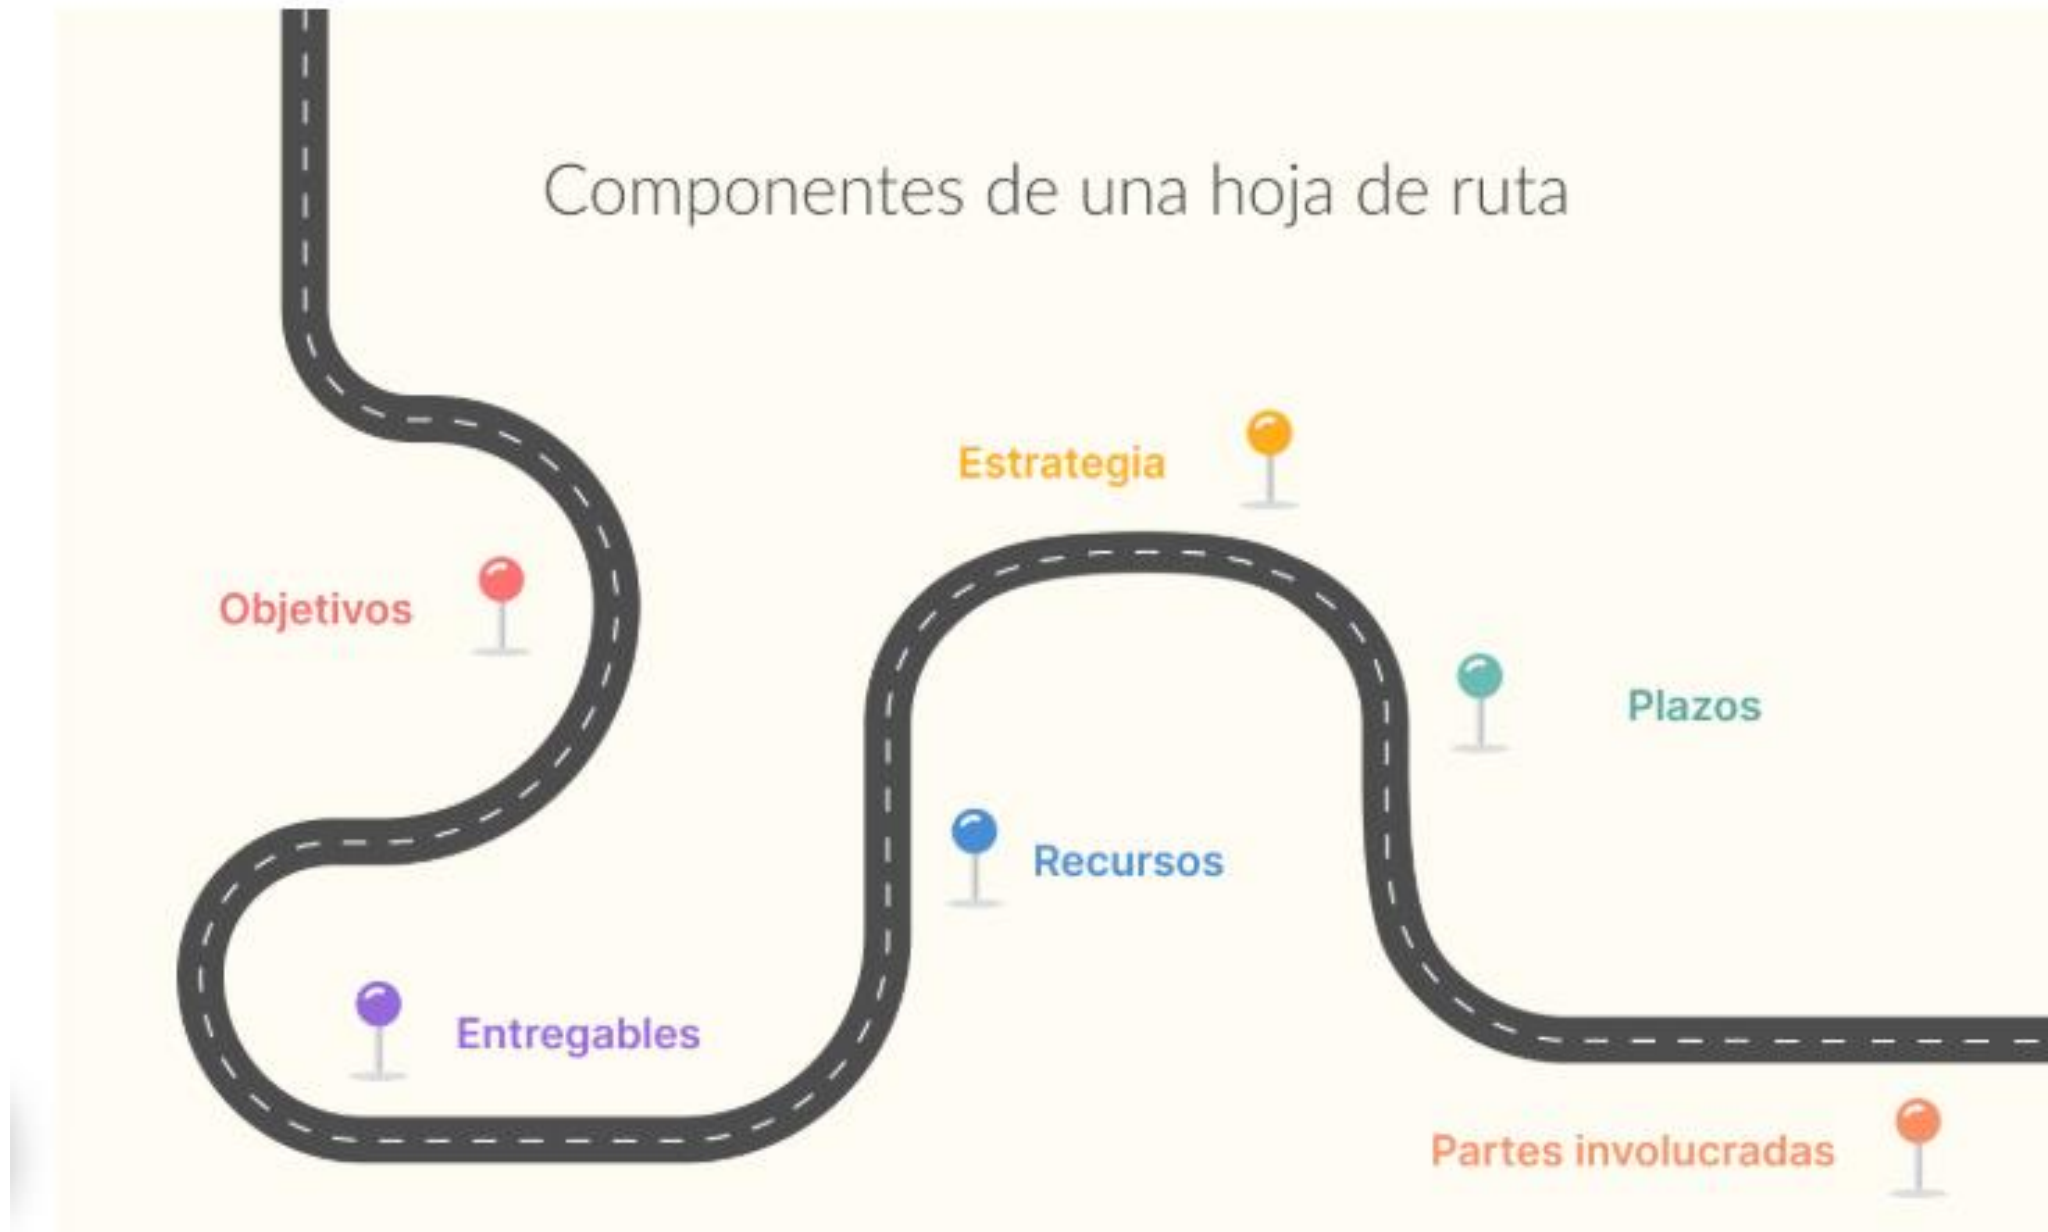 Componentes de una hoja de ruta
Estrategia
Objetivos
Plazos
Recursos
Entregables
Partes involucradas